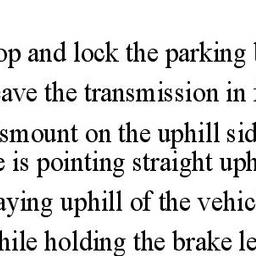 op and lock the parking
eave the transmission in
smount on the uphill sid
e is pointing straight uph
aying uphill of the vehic
hile holding the brake le